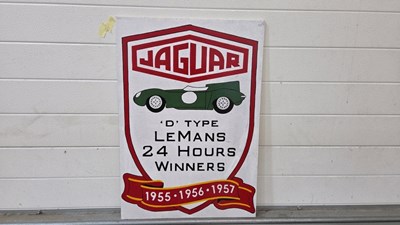 JAGUAR
'D' TYPE
LEMANS
24 HOURS
WINNERS
1955 · 1956 · 1957